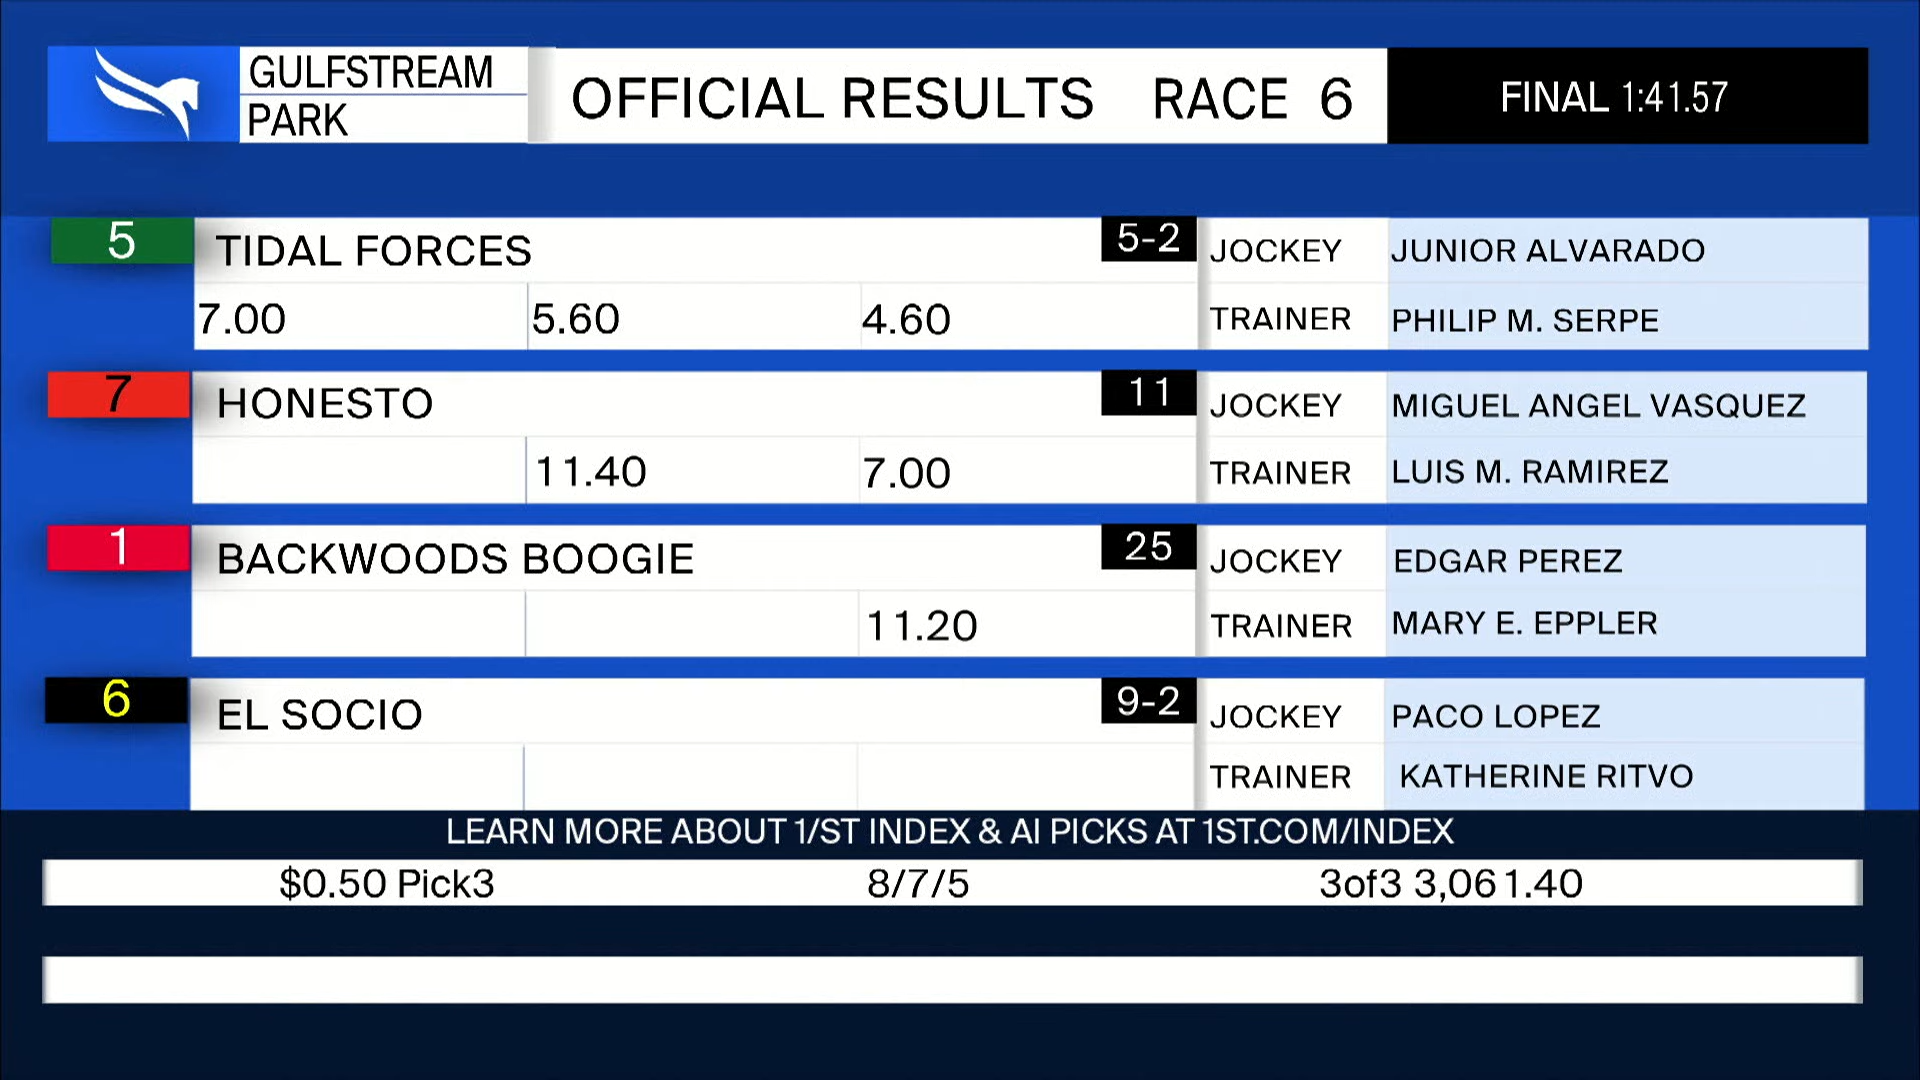 GULFSTREAM
PARK
OFFICIAL RESULTS RACE 6
FINAL 1:41.57
5 TIDAL FORCES 5-2 JOCKEY JUNIOR ALVARADO
7.00 5.60 4.60 TRAINER PHILIP M. SERPE
7 HONESTO 11 JOCKEY MIGUEL ANGEL VASQUEZ
11.40 7.00 TRAINER LUIS M. RAMIREZ
1 BACKWOODS BOOGIE 25 JOCKEY EDGAR PEREZ
11.20 TRAINER MARY E. EPPLER
6 EL SOCIO 9-2 JOCKEY PACO LOPEZ
TRAINER KATHERINE RITVO
LEARN MORE ABOUT 1/ST INDEX & AI PICKS AT 1ST.COM/INDEX
$0.50 Pick3 8/7/5 3of3 3,061.40